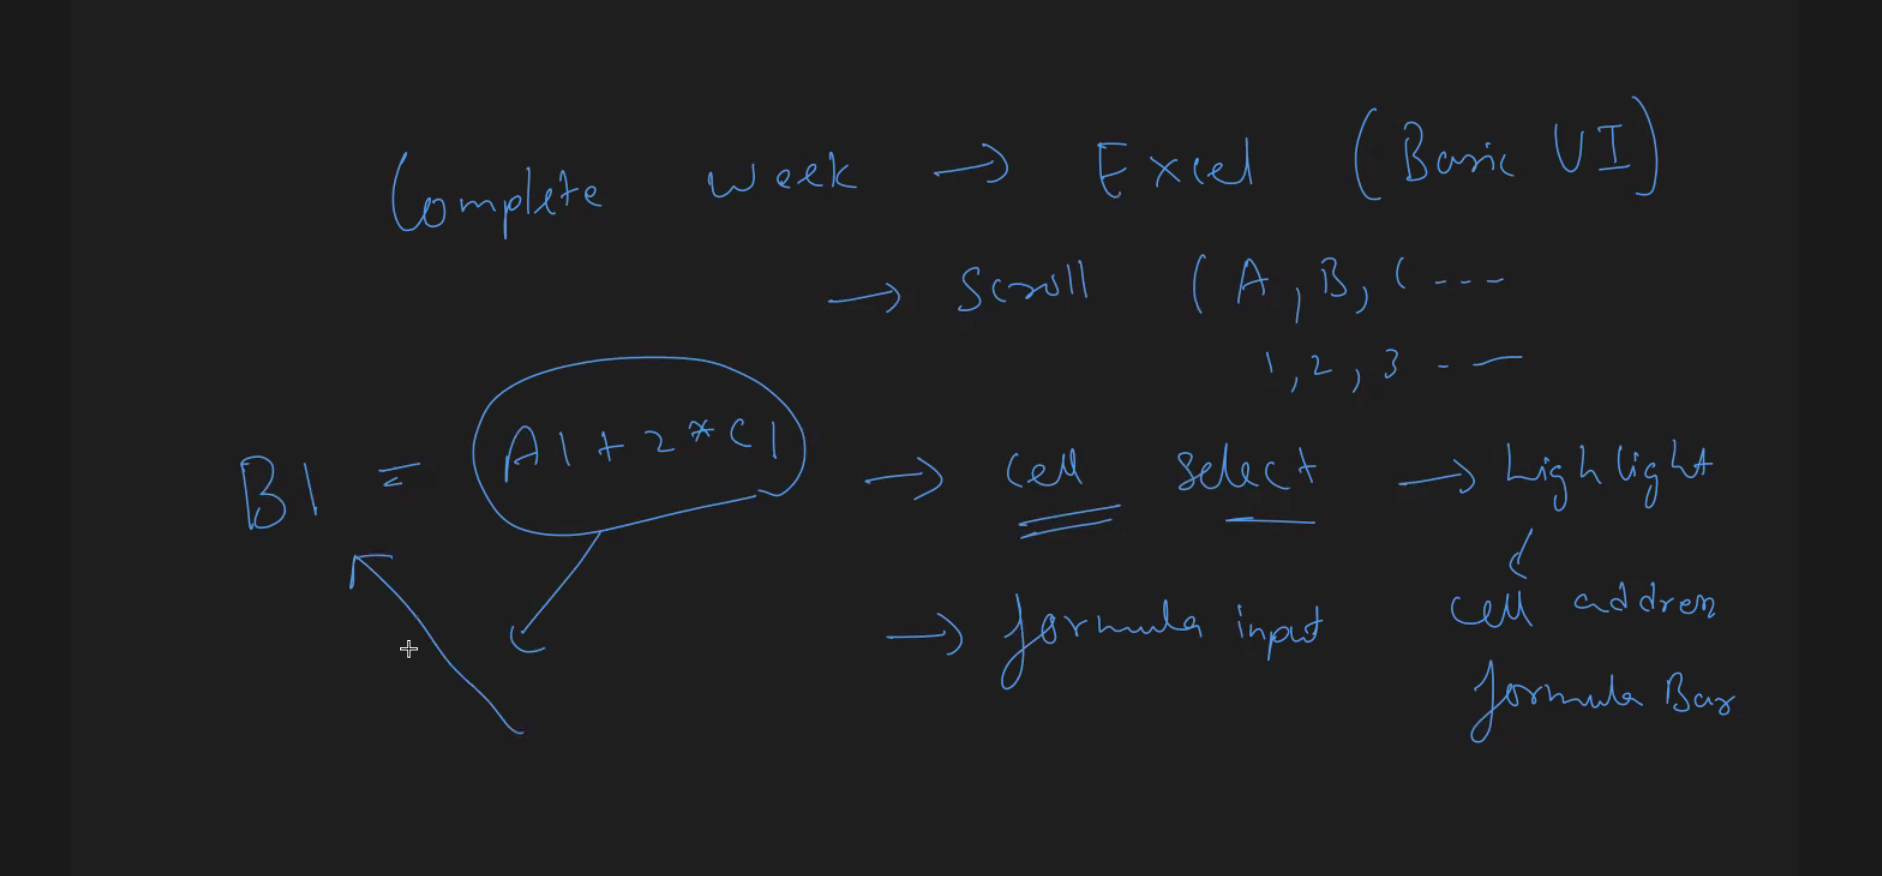 Complete week → Excel (Basic UI)
→ Scroll (A, B, C ---
1, 2, 3 - —
B1 = A1 + 2 * C1 → cell select → highlight
→ formula input cell address
formula Bar